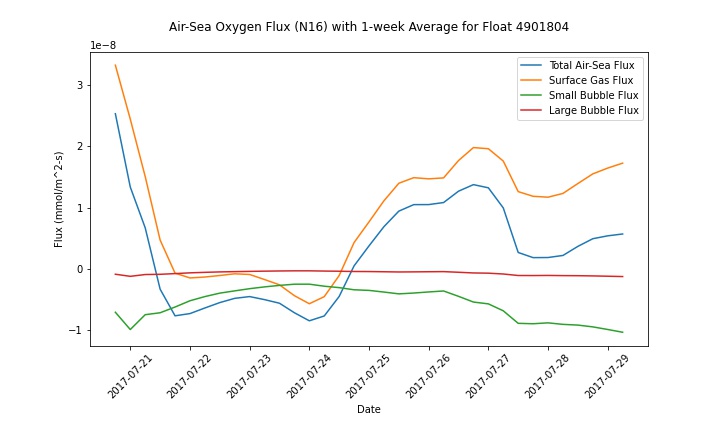 Air-Sea Oxygen Flux (N16) with 1-week Average for Float 4901804
1e−8
Total Air-Sea Flux
Surface Gas Flux
Small Bubble Flux
Large Bubble Flux
3
2
1
0
−1
Flux (mmol/m^2-s)
2017-07-21
2017-07-22
2017-07-23
2017-07-24
2017-07-25
2017-07-26
2017-07-27
2017-07-28
2017-07-29
Date